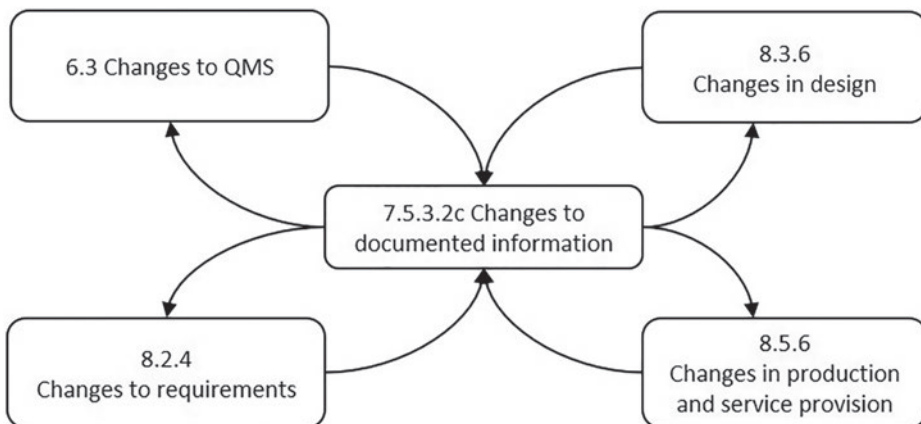 6.3 Changes to QMS
8.3.6
Changes in design
7.5.3.2c Changes to
documented information
8.2.4
Changes to requirements
8.5.6
Changes in production
and service provision